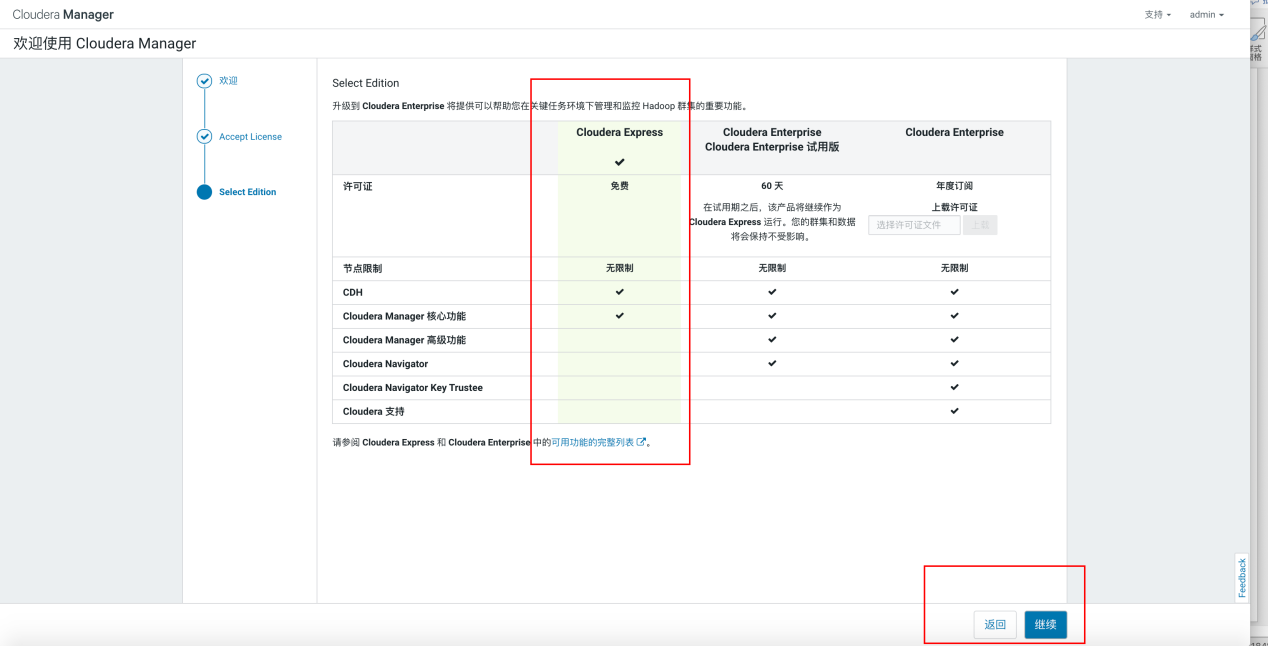 Cloudera Manager
支持
admin
欢迎使用 Cloudera Manager
欢迎
Accept License
Select Edition
Select Edition
升级到 Cloudera Enterprise 将提供可以帮助您在关键任务环境下管理和监控 Hadoop 群集的重要功能。
Cloudera Express
Cloudera Enterprise
Cloudera Enterprise 试用版
Cloudera Enterprise
许可证
免费
60 天
在试用期之后，该产品将继续作为
Cloudera Express 运行。您的群集和数据
将会保持不受影响。
年度订阅
上载许可证
选择许可证文件
上载
节点限制
无限制
无限制
无限制
CDH
Cloudera Manager 核心功能
Cloudera Manager 高级功能
Cloudera Navigator
Cloudera Navigator Key Trustee
Cloudera 支持
请参阅 Cloudera Express 和 Cloudera Enterprise 中的可用功能的完整列表。
Feedback
返回
继续